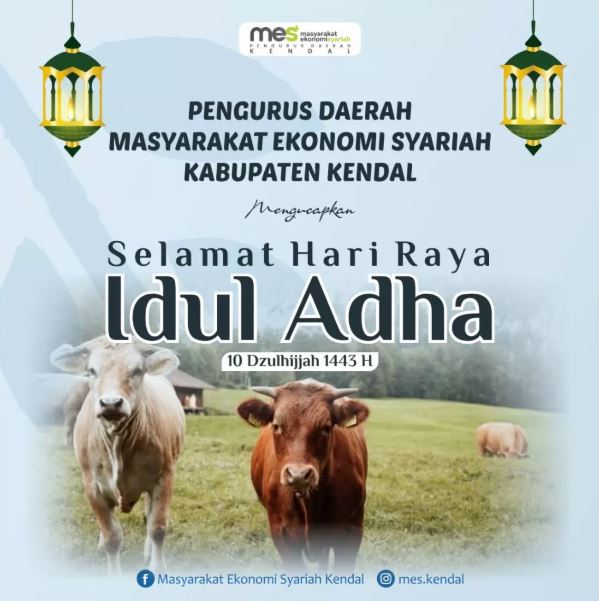 mes masyarakat
ekonomisyariah
PENGURUS DAERAH
KENDAL
PENGURUS DAERAH
MASYARAKAT EKONOMI SYARIAH
KABUPATEN KENDAL
Mengucapkan
Selamat Hari Raya
Idul Adha
10 Dzulhijjah 1443 H
Masyarakat Ekonomi Syariah Kendal mes.kendal